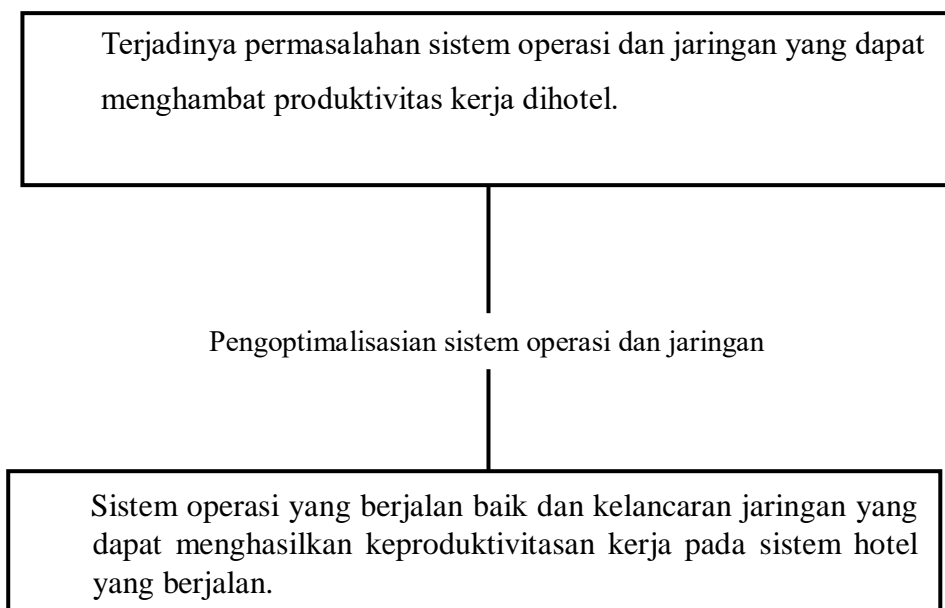 Terjadinya permasalahan sistem operasi dan jaringan yang dapat
menghambat produktivitas kerja dihotel.
Pengoptimalisasian sistem operasi dan jaringan
Sistem operasi yang berjalan baik dan kelancaran jaringan yang
dapat menghasilkan keproduktivitasan kerja pada sistem hotel
yang berjalan.